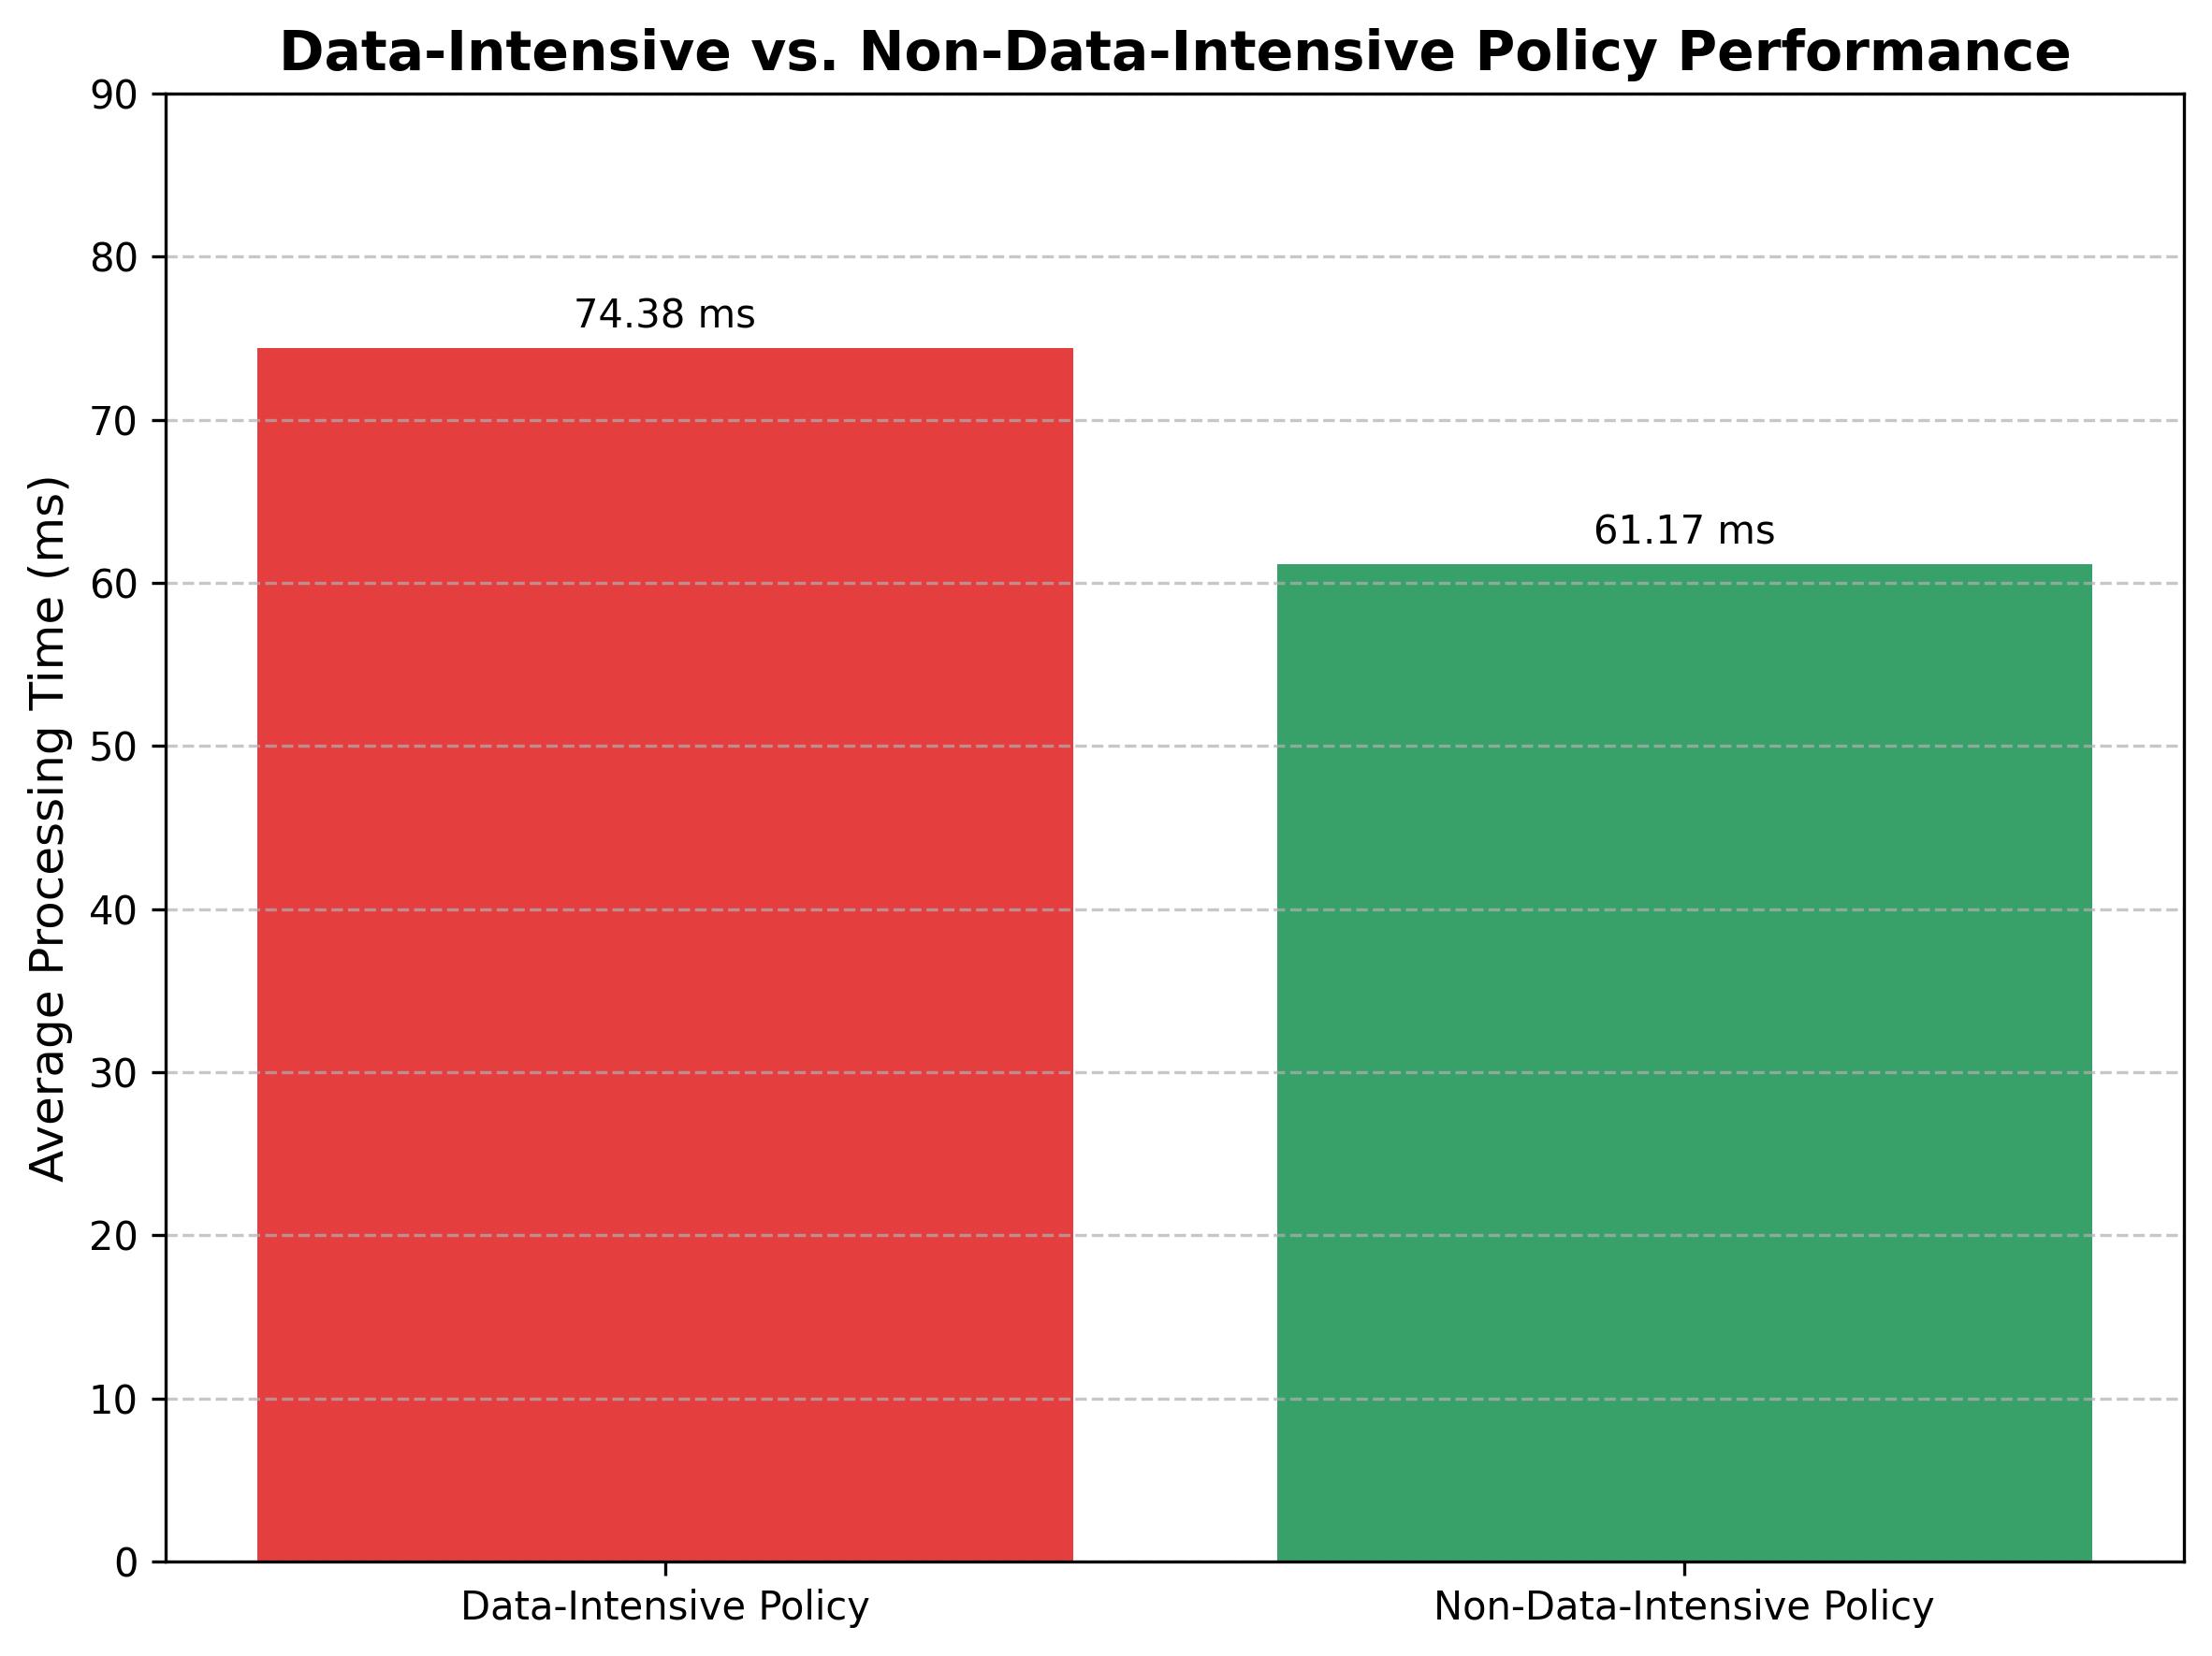 Data-Intensive vs. Non-Data-Intensive Policy Performance
Average Processing Time (ms)
90
80
70
60
50
40
30
20
10
0
74.38 ms
61.17 ms
Data-Intensive Policy
Non-Data-Intensive Policy